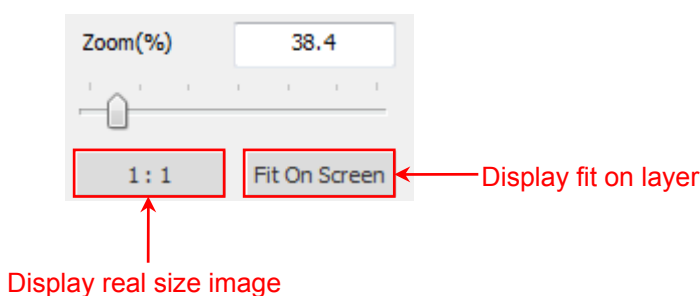 Zoom(%) 38.4
1 : 1 Fit On Screen Display fit on layer
Display real size image